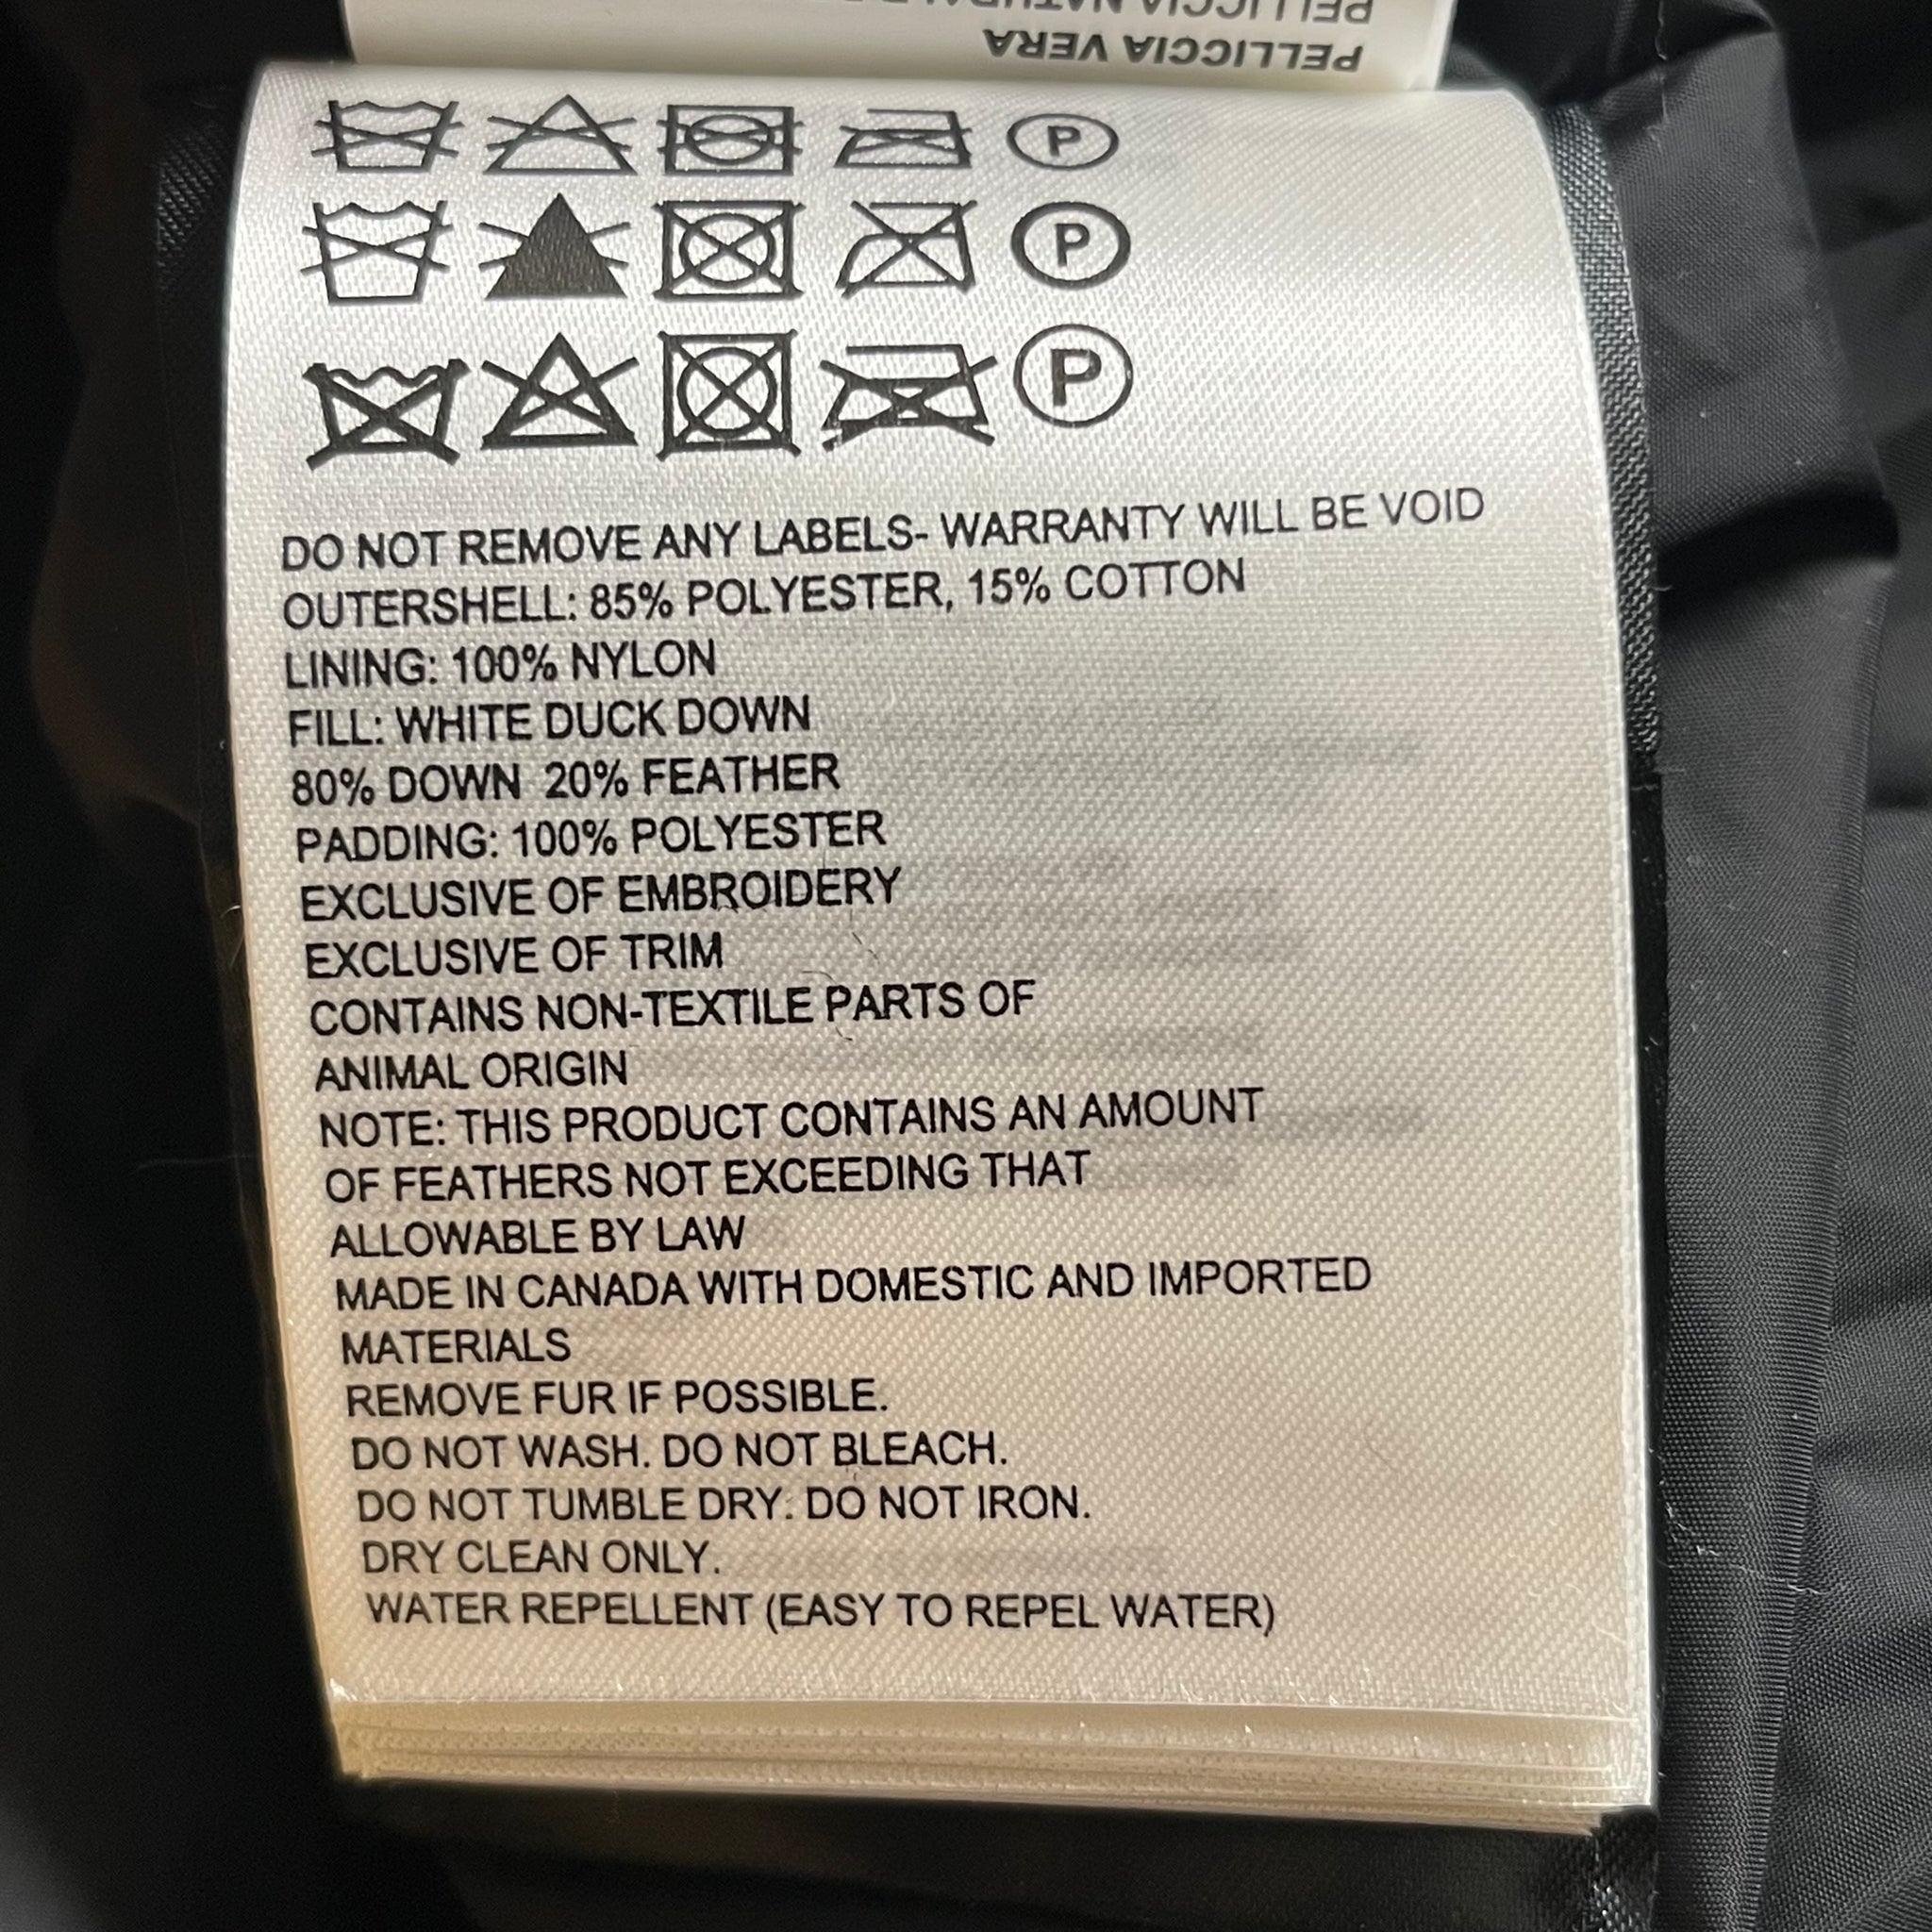 PELLICCIA VERA
P
P
P
DO NOT REMOVE ANY LABELS- WARRANTY WILL BE VOID
OUTERSHELL: 85% POLYESTER, 15% COTTON
LINING: 100% NYLON
FILL: WHITE DUCK DOWN
80% DOWN 20% FEATHER
PADDING: 100% POLYESTER
EXCLUSIVE OF EMBROIDERY
EXCLUSIVE OF TRIM
CONTAINS NON-TEXTILE PARTS OF
ANIMAL ORIGIN
NOTE: THIS PRODUCT CONTAINS AN AMOUNT
OF FEATHERS NOT EXCEEDING THAT
ALLOWABLE BY LAW
MADE IN CANADA WITH DOMESTIC AND IMPORTED
MATERIALS
REMOVE FUR IF POSSIBLE.
DO NOT WASH. DO NOT BLEACH.
DO NOT TUMBLE DRY. DO NOT IRON.
DRY CLEAN ONLY.
WATER REPELLENT (EASY TO REPEL WATER)